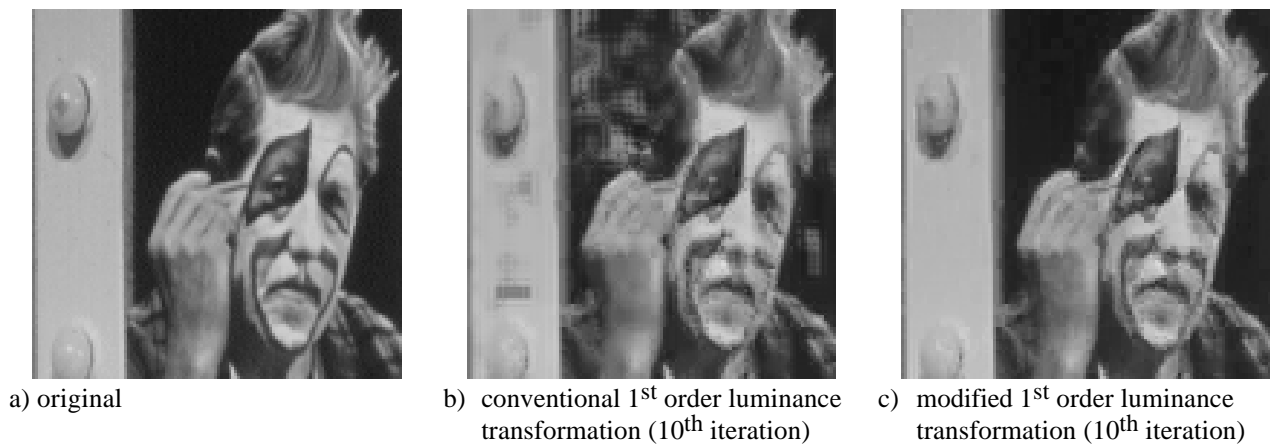 a) original
b) conventional 1st order luminance
transformation (10th iteration)
c) modified 1st order luminance
transformation (10th iteration)